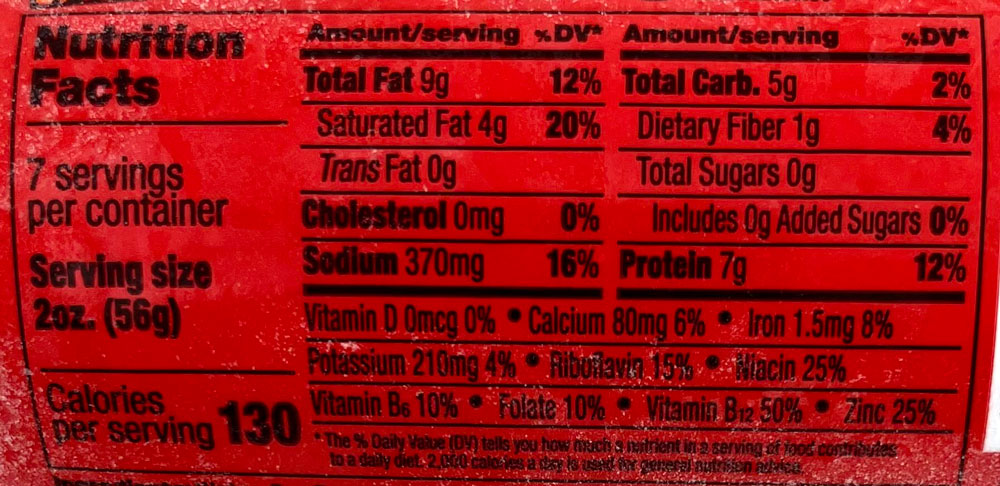 Nutrition
Facts
7 servings
per container
Serving size
2oz. (56g)
Calories
per serving 130
Amount/serving %DV*
Total Fat 9g 12%
Saturated Fat 4g 20%
Trans Fat 0g
Cholesterol 0mg 0%
Sodium 370mg 16%
Amount/serving %DV*
Total Carb. 5g 2%
Dietary Fiber 1g 4%
Total Sugars 0g
Includes 0g Added Sugars 0%
Protein 7g 12%
Vitamin D 0mcg 0% • Calcium 80mg 6% • Iron 1.5mg 8%
Potassium 210mg 4% • Riboflavin 15% • Niacin 25%
Vitamin B6 10% • Folate 10% • Vitamin B12 50% • Zinc 25%
*The % Daily Value (DV) tells you how much a nutrient in a serving of food contributes
to a daily diet. 2,000 calories a day is used for general nutrition advice.